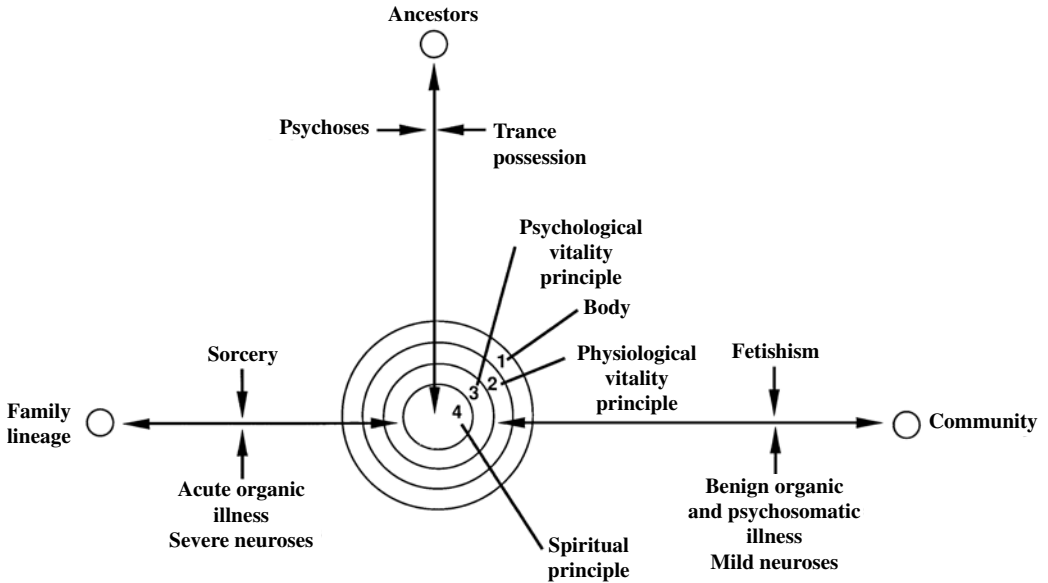 Ancestors
Psychoses
Trance
possession
Psychological
vitality
principle
Body
Sorcery
Physiological
vitality
principle
Fetishism
1
2
3
4
Family
lineage
Community
Acute organic
illness
Severe neuroses
Benign organic
and psychosomatic
illness
Mild neuroses
Spiritual
principle